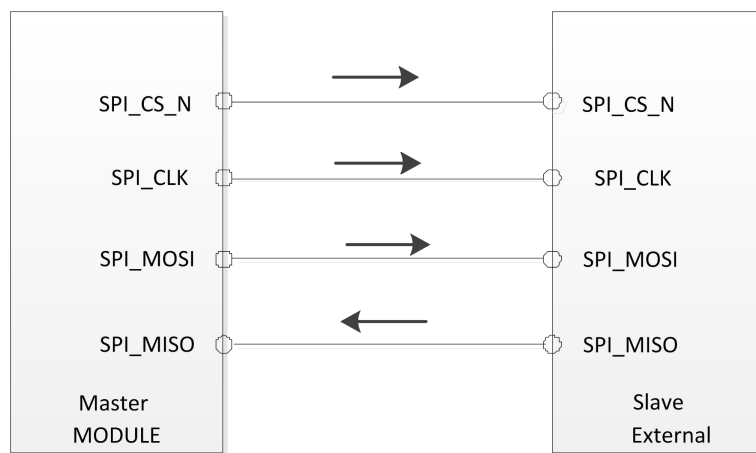 SPI_CS_N
SPI_CS_N
SPI_CLK
SPI_CLK
SPI_MOSI
SPI_MOSI
SPI_MISO
SPI_MISO
Master
MODULE
Slave
External